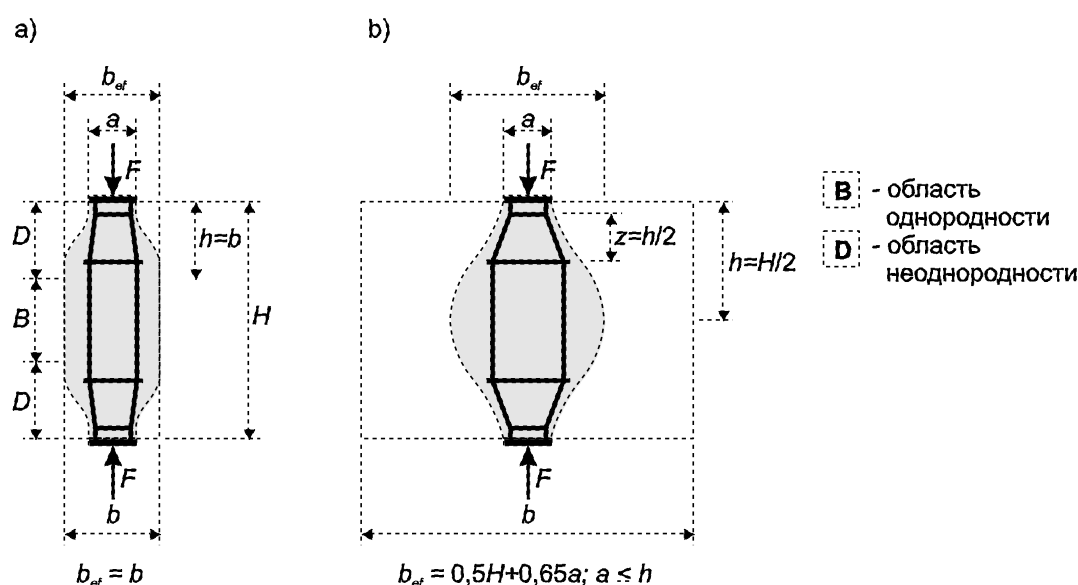 a)
b)
b_ef
b_ef
a
a
F
F
B - область
однородности
D
h=b
z=h/2
h=H/2
D - область
неоднородности
B
H
D
F
F
b
b
b_ef = b
b_ef = 0,5H+0,65a; a ≤ h